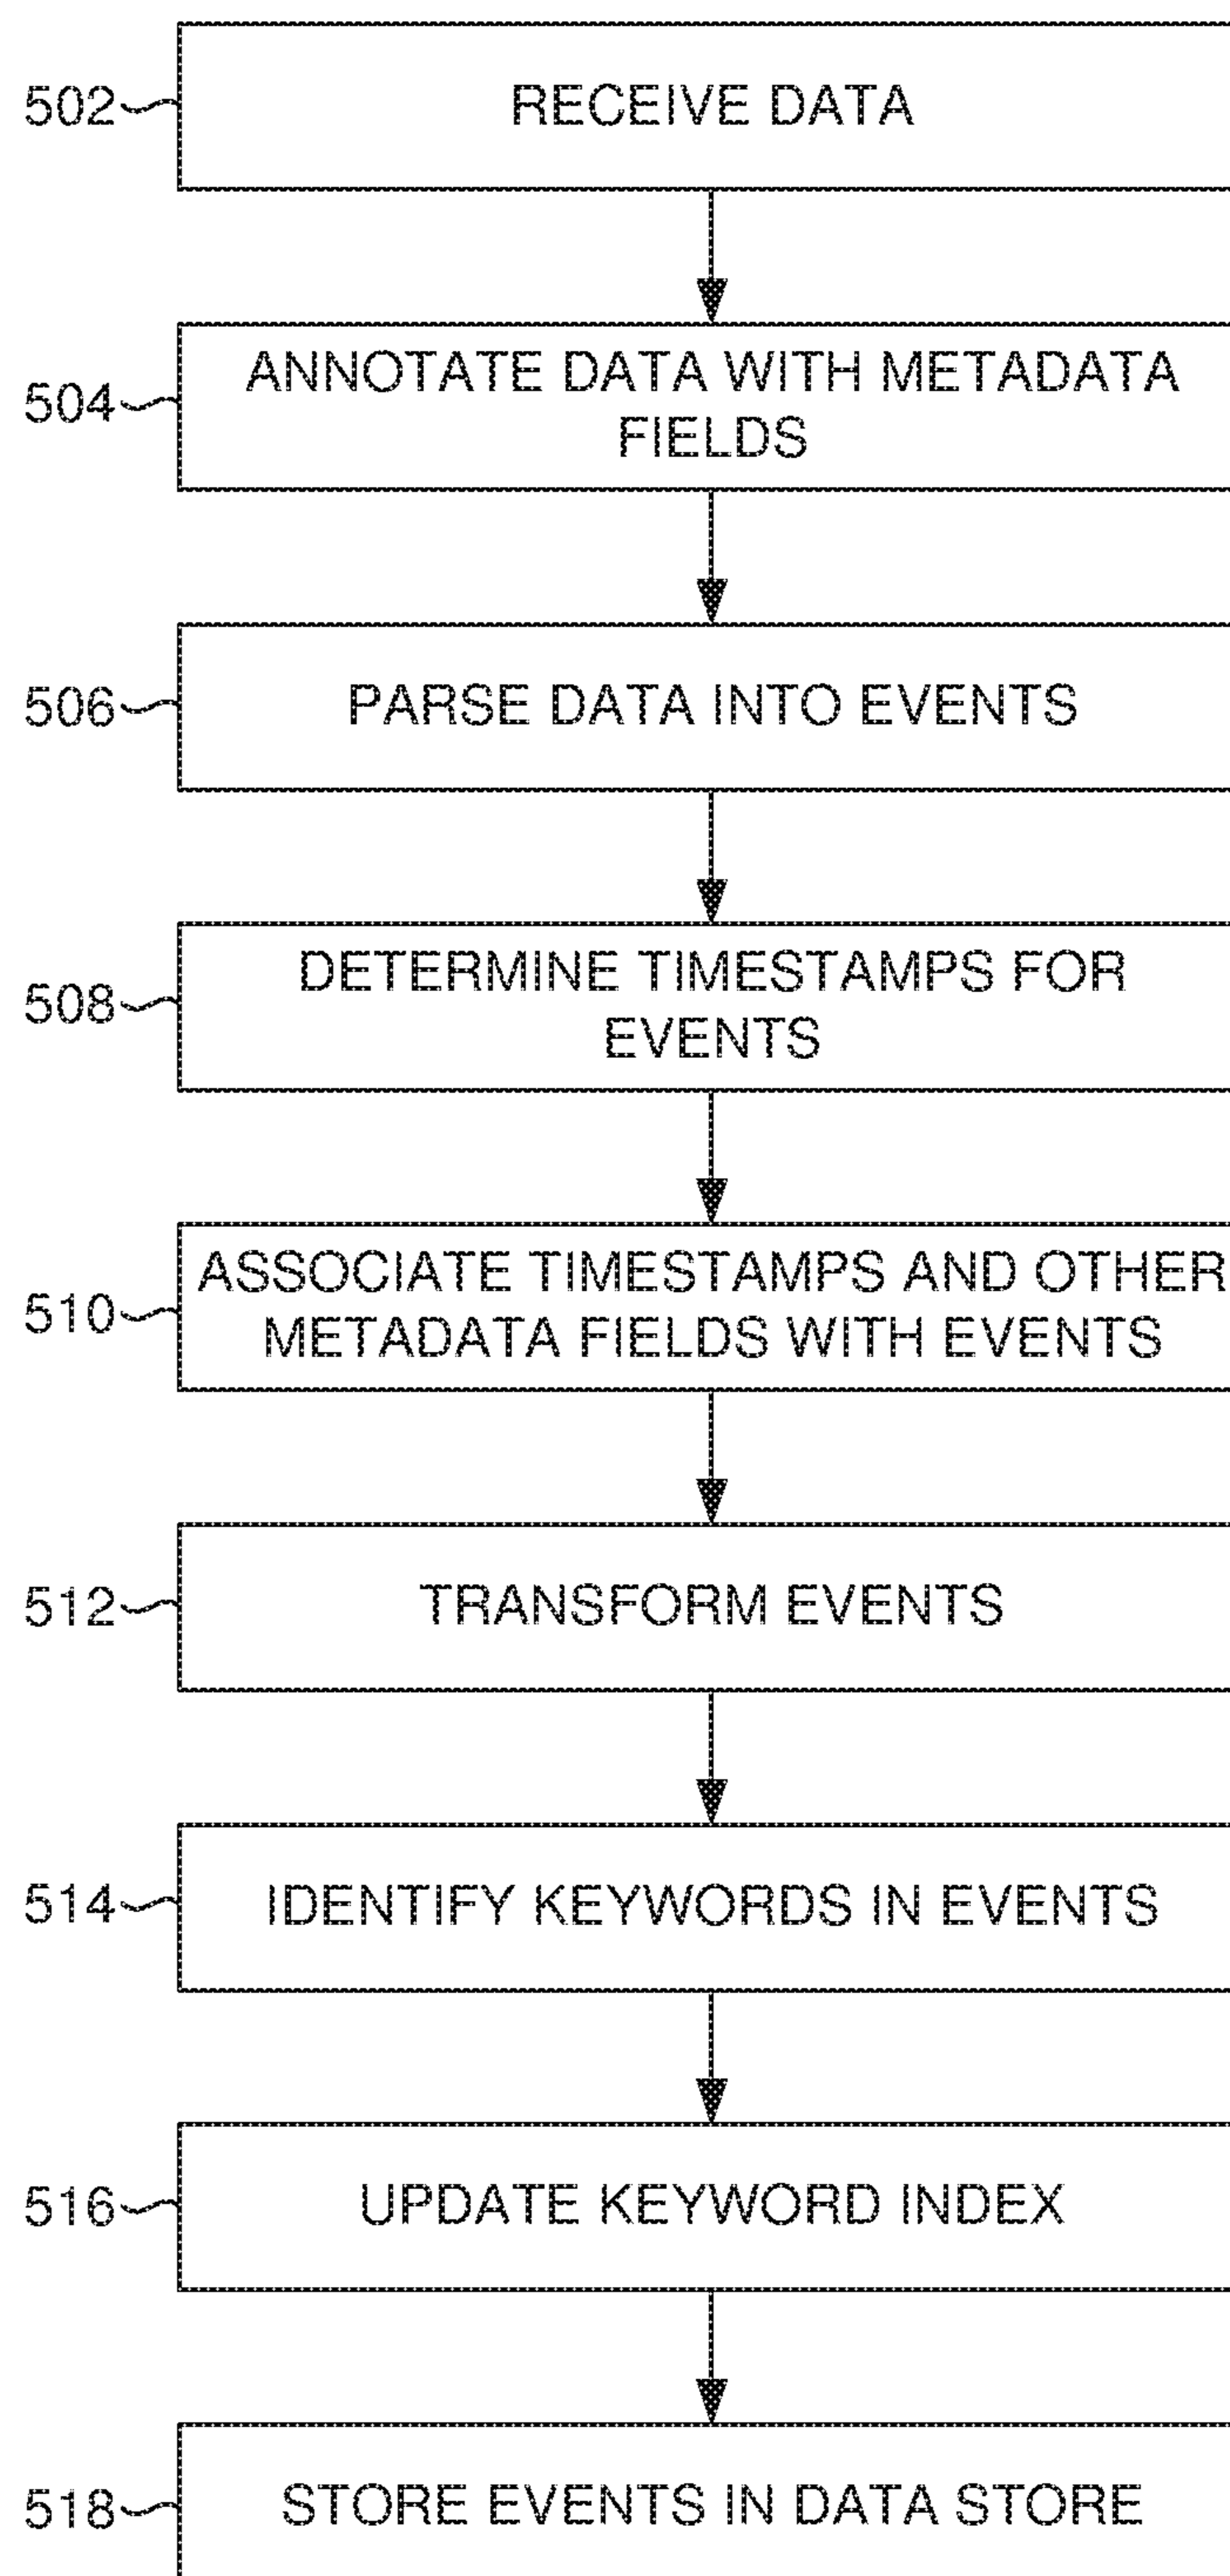 502 RECEIVE DATA
504 ANNOTATE DATA WITH METADATA
FIELDS
506 PARSE DATA INTO EVENTS
508 DETERMINE TIMESTAMPS FOR
EVENTS
510 ASSOCIATE TIMESTAMPS AND OTHER
METADATA FIELDS WITH EVENTS
512 TRANSFORM EVENTS
514 IDENTIFY KEYWORDS IN EVENTS
516 UPDATE KEYWORD INDEX
518 STORE EVENTS IN DATA STORE